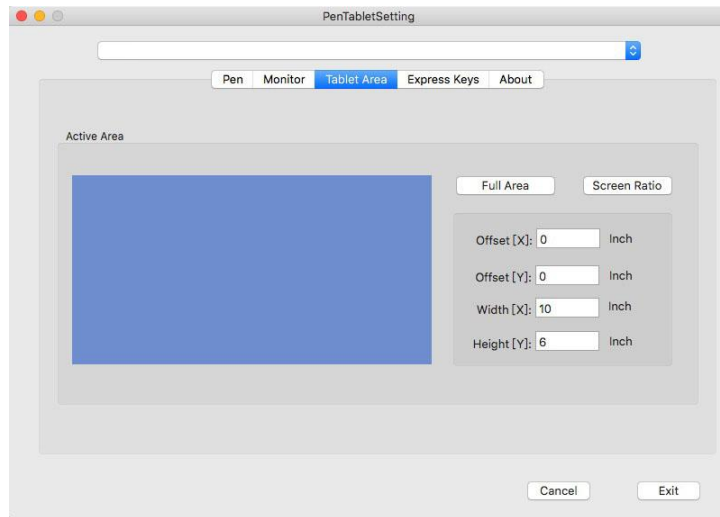 PenTabletSetting
Pen Monitor Tablet Area Express Keys About
Active Area
Full Area Screen Ratio
Offset [X]: 0 Inch
Offset [Y]: 0 Inch
Width [X]: 10 Inch
Height [Y]: 6 Inch
Cancel Exit